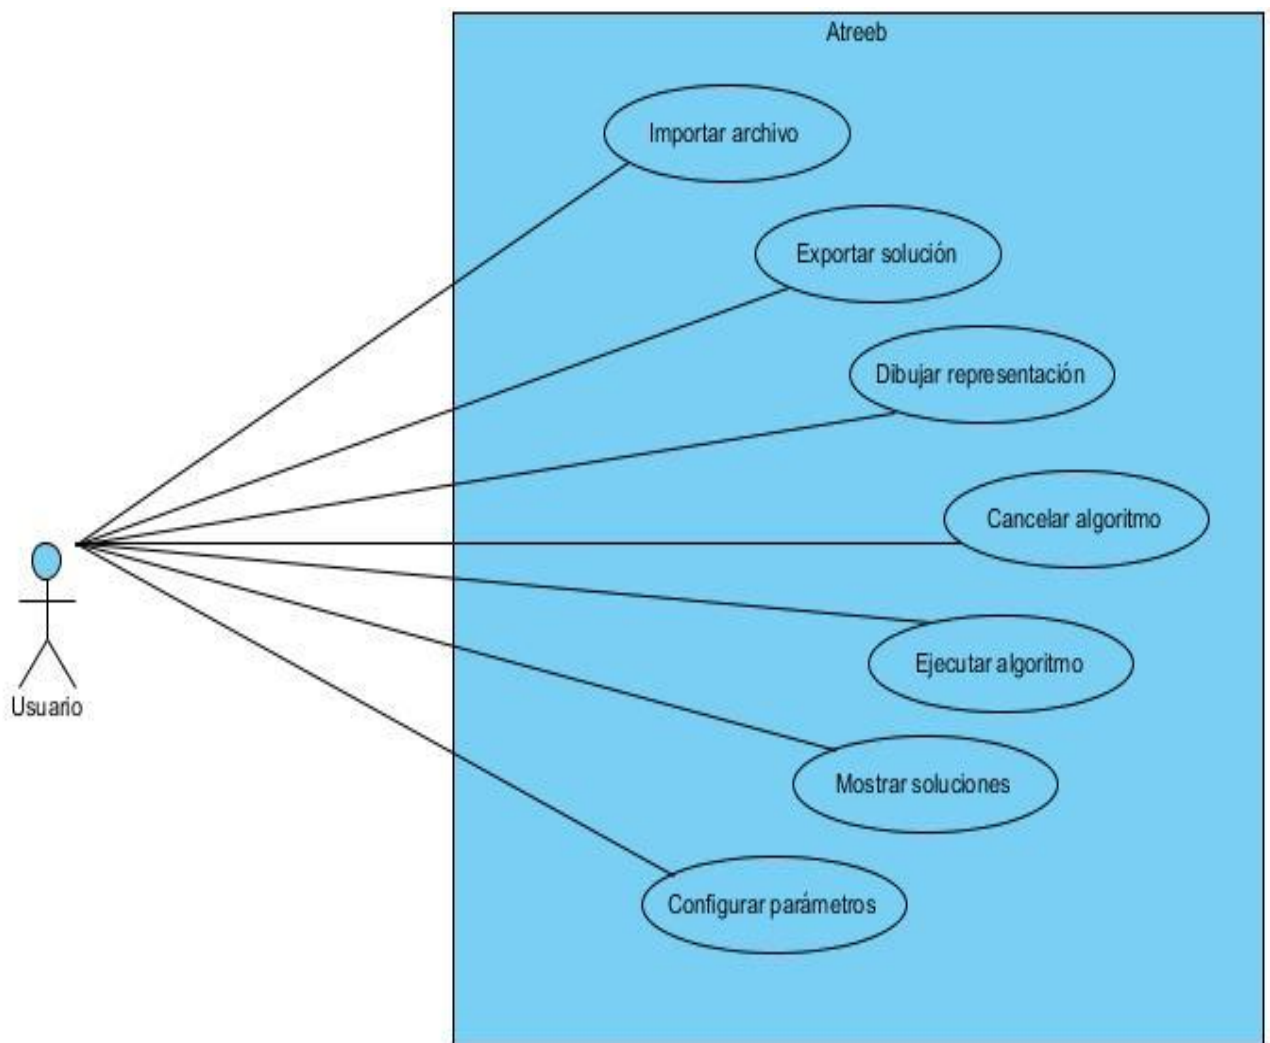 Atreeb
Importar archivo
Exportar solución
Dibujar representación
Cancelar algoritmo
Ejecutar algoritmo
Usuario
Mostrar soluciones
Configurar parámetros